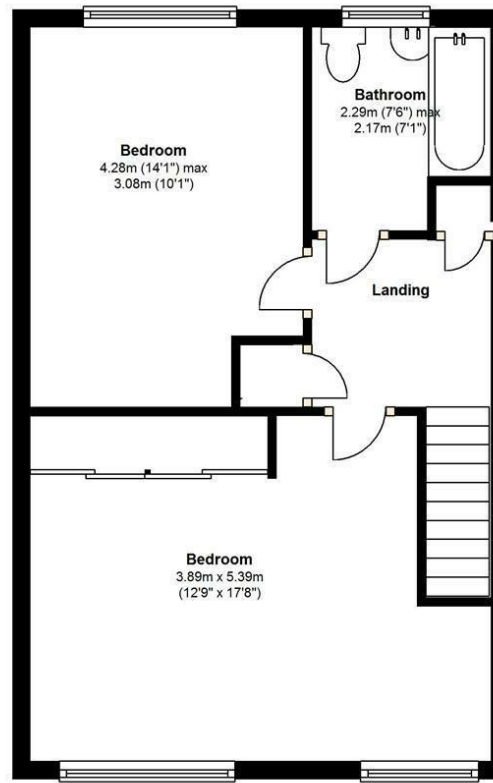 Bathroom
2.29m (7'6") max
2.17m (7'1")
Bedroom
4.28m (14'1") max
3.08m (10'1")
Landing
Bedroom
3.89m x 5.39m
(12'9" x 17'8")